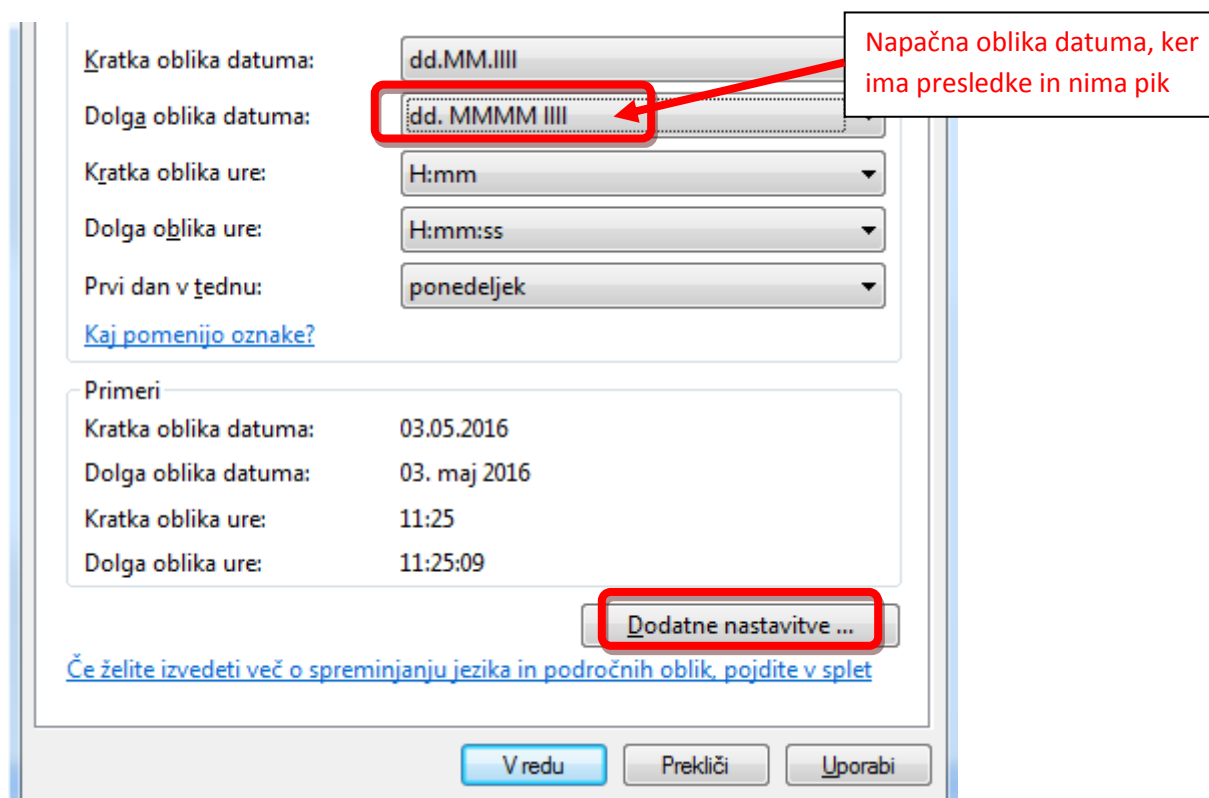 Napačna oblika datuma, ker
ima presledke in nima pik
Kratka oblika datuma: dd.MM.llll
Dolga oblika datuma: dd. MMMM llll
Kratka oblika ure: H:mm
Dolga oblika ure: H:mm:ss
Prvi dan v tednu: ponedeljek
Kaj pomenijo oznake?
Primeri
Kratka oblika datuma: 03.05.2016
Dolga oblika datuma: 03. maj 2016
Kratka oblika ure: 11:25
Dolga oblika ure: 11:25:09
Dodatne nastavitve ...
Če želite izvedeti več o spreminjanju jezika in področnih oblik, pojdite v splet
V redu Prekliči Uporabi